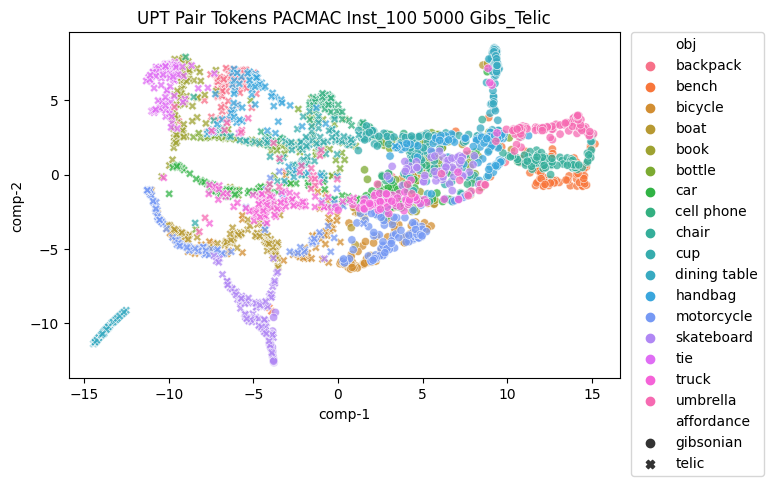 UPT Pair Tokens PACMAC Inst_100 5000 Gibs_Telic
obj
backpack
bench
bicycle
boat
book
bottle
car
cell phone
chair
cup
dining table
handbag
motorcycle
skateboard
tie
truck
umbrella
affordance
gibsonian
telic
comp-2
5
0
−5
−10
−15
−10
−5
0
5
10
15
comp-1